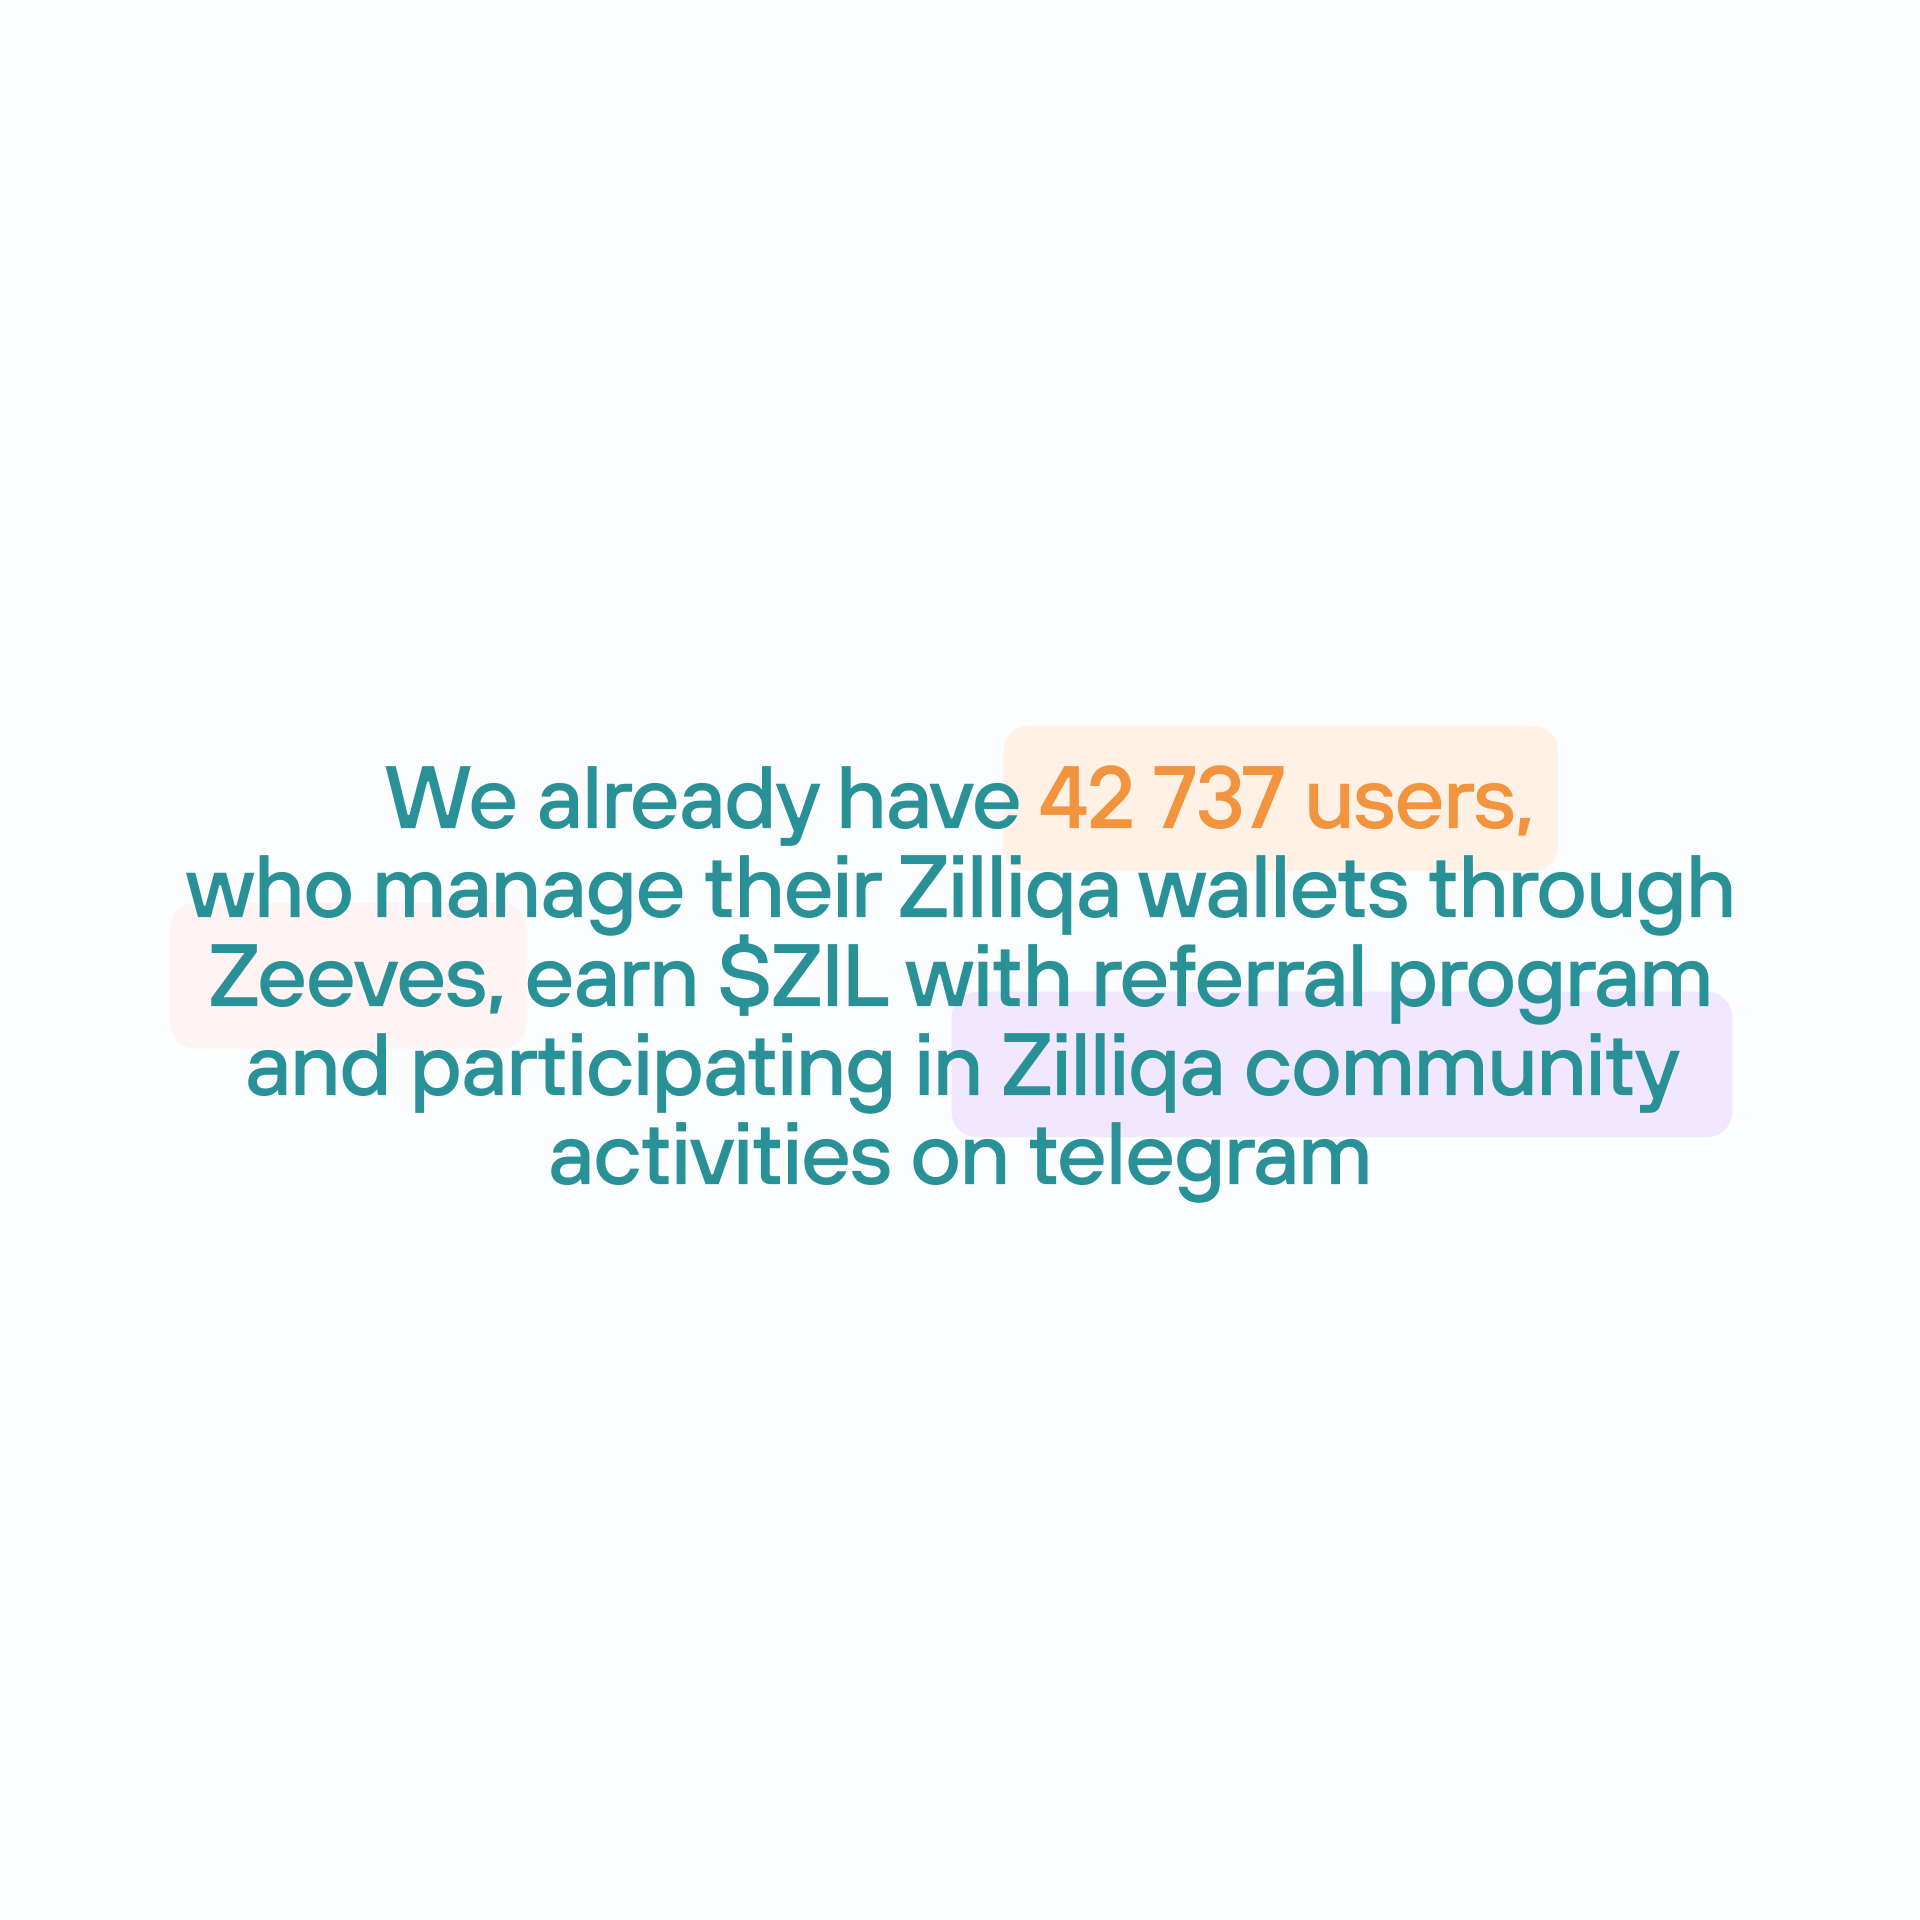 We already have 42 737 users,
who manage their Zilliqa wallets through
Zeeves, earn $ZIL with referral program
and participating in Zilliqa community
activities on telegram